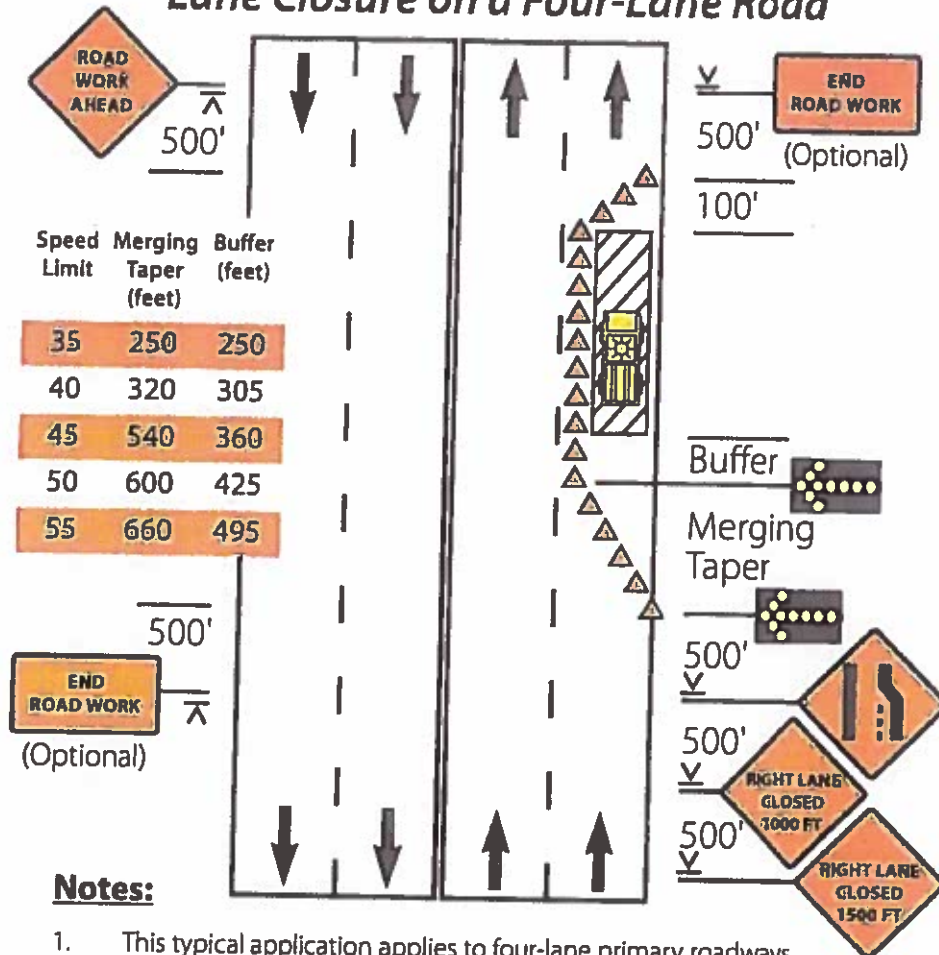 Lane Closure on a Four-Lane Road
ROAD
WORK
AHEAD
500'
END
ROAD WORK
500'
(Optional)
100'
Speed Merging Buffer
Limit Taper (feet)
(feet)
35 250 250
40 320 305
45 540 360
50 600 425
55 660 495
Buffer
Merging
Taper
500'
500'
END
ROAD WORK
(Optional)
500'
RIGHT LANE
CLOSED
1000 FT
500'
RIGHT LANE
CLOSED
1500 FT
Notes:
1. This typical application applies to four-lane primary roadways